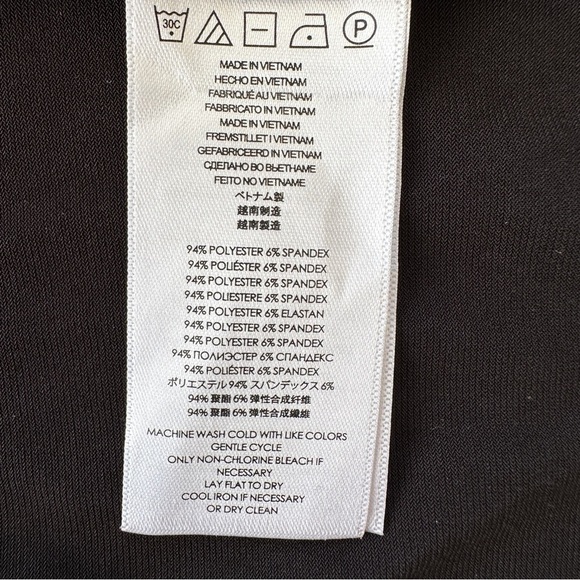 30C
P
MADE IN VIETNAM
HECHO EN VIETNAM
FABRIQUÉ AU VIETNAM
FABBRICATO IN VIETNAM
MADE IN VIETNAM
FREMSTILLET I VIETNAM
GEFABRICEERD IN VIETNAM
СДЕЛАНО ВО ВЬЕТНАМЕ
FEITO NO VIETNAME
ベトナム製
越南制造
越南製造
94% POLYESTER 6% SPANDEX
94% POLIÉSTER 6% SPANDEX
94% POLYESTER 6% SPANDEX
94% POLIESTERE 6% SPANDEX
94% POLYESTER 6% ELASTAN
94% POLYESTER 6% SPANDEX
94% POLYESTER 6% SPANDEX
94% ПОЛИЭСТЕР 6% СПАНДЕКС
94% POLIÉSTER 6% SPANDEX
ポリエステル 94% スパンデックス 6%
94% 聚酯 6% 弹性合成纤维
94% 聚酯 6% 弹性合成纖維
MACHINE WASH COLD WITH LIKE COLORS
GENTLE CYCLE
ONLY NON-CHLORINE BLEACH IF
NECESSARY
LAY FLAT TO DRY
COOL IRON IF NECESSARY
OR DRY CLEAN